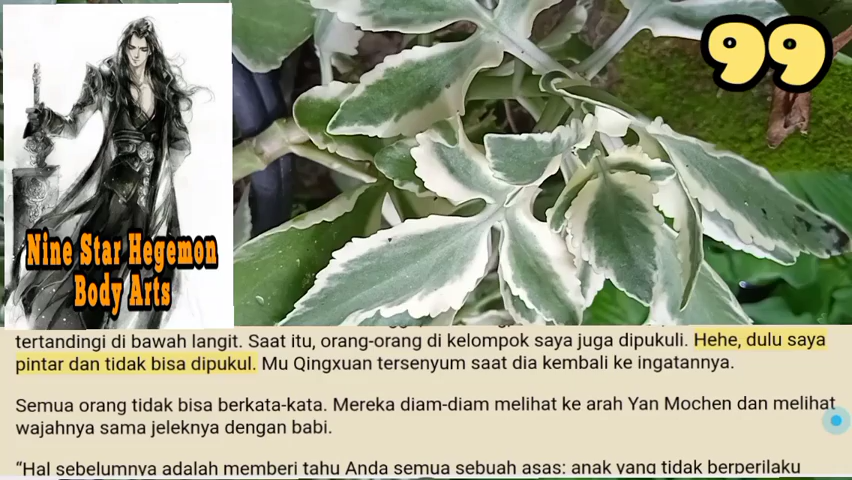 99
Nine Star Hegemon
Body Arts
tertandingi di bawah langit. Saat itu, orang-orang di kelompok saya juga dipukuli. Hehe, dulu saya
pintar dan tidak bisa dipukul. Mu Qingxuan tersenyum saat dia kembali ke ingatannya.
Semua orang tidak bisa berkata-kata. Mereka diam-diam melihat ke arah Yan Mochen dan melihat
wajahnya sama jeleknya dengan babi.
“Hal sebelumnya adalah memberi tahu Anda semua sebuah asas: anak yang tidak berperilaku